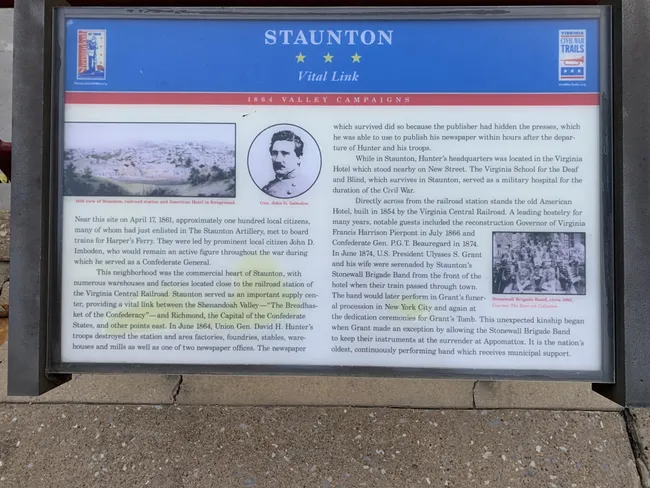 STAUNTON
Vital Link
VIRGINIA
CIVIL WAR
TRAILS
1864 VALLEY CAMPAIGNS
view of Staunton, railroad station and American Hotel in foreground
Gen. John D. Imboden
Near this site on April 17, 1861, approximately one hundred local citizens,
many of whom had just enlisted in The Staunton Artillery, met to board
trains for Harper's Ferry. They were led by prominent local citizen John D.
Imboden, who would remain an active figure throughout the war during
which he served as a Confederate General.
This neighborhood was the commercial heart of Staunton, with
numerous warehouses and factories located close to the railroad station of
the Virginia Central Railroad. Staunton served as an important supply cen-
ter, providing a vital link between the Shenandoah Valley—"The Breadbas-
ket of the Confederacy"—and Richmond, the Capital of the Confederate
States, and other points east. In June 1864, Union Gen. David H. Hunter's
troops destroyed the station and area factories, foundries, stables, ware-
houses and mills as well as one of two newspaper offices. The newspaper
which survived did so because the publisher had hidden the presses, which
he was able to use to publish his newspaper within hours after the depar-
ture of Hunter and his troops.
While in Staunton, Hunter's headquarters was located in the Virginia
Hotel which stood nearby on New Street. The Virginia School for the Deaf
and Blind, which survives in Staunton, served as a military hospital for the
duration of the Civil War.
Directly across from the railroad station stands the old American
Hotel, built in 1854 by the Virginia Central Railroad. A leading hostelry for
many years, notable guests included the reconstruction Governor of Virginia
Francis Harrison Pierpont in July 1866 and
Confederate Gen. P.G.T. Beauregard in 1874.
In June 1874, U.S. President Ulysses S. Grant
and his wife were serenaded by Staunton's
Stonewall Brigade Band from the front of the
hotel when their train passed through town.
The band would later perform in Grant's funer-
al procession in New York City and again at
the dedication ceremonies for Grant's Tomb. This unexpected kinship began
when Grant made an exception by allowing the Stonewall Brigade Band
to keep their instruments at the surrender at Appomattox. It is the nation's
oldest, continuously performing band which receives municipal support.
Stonewall Brigade Band, circa